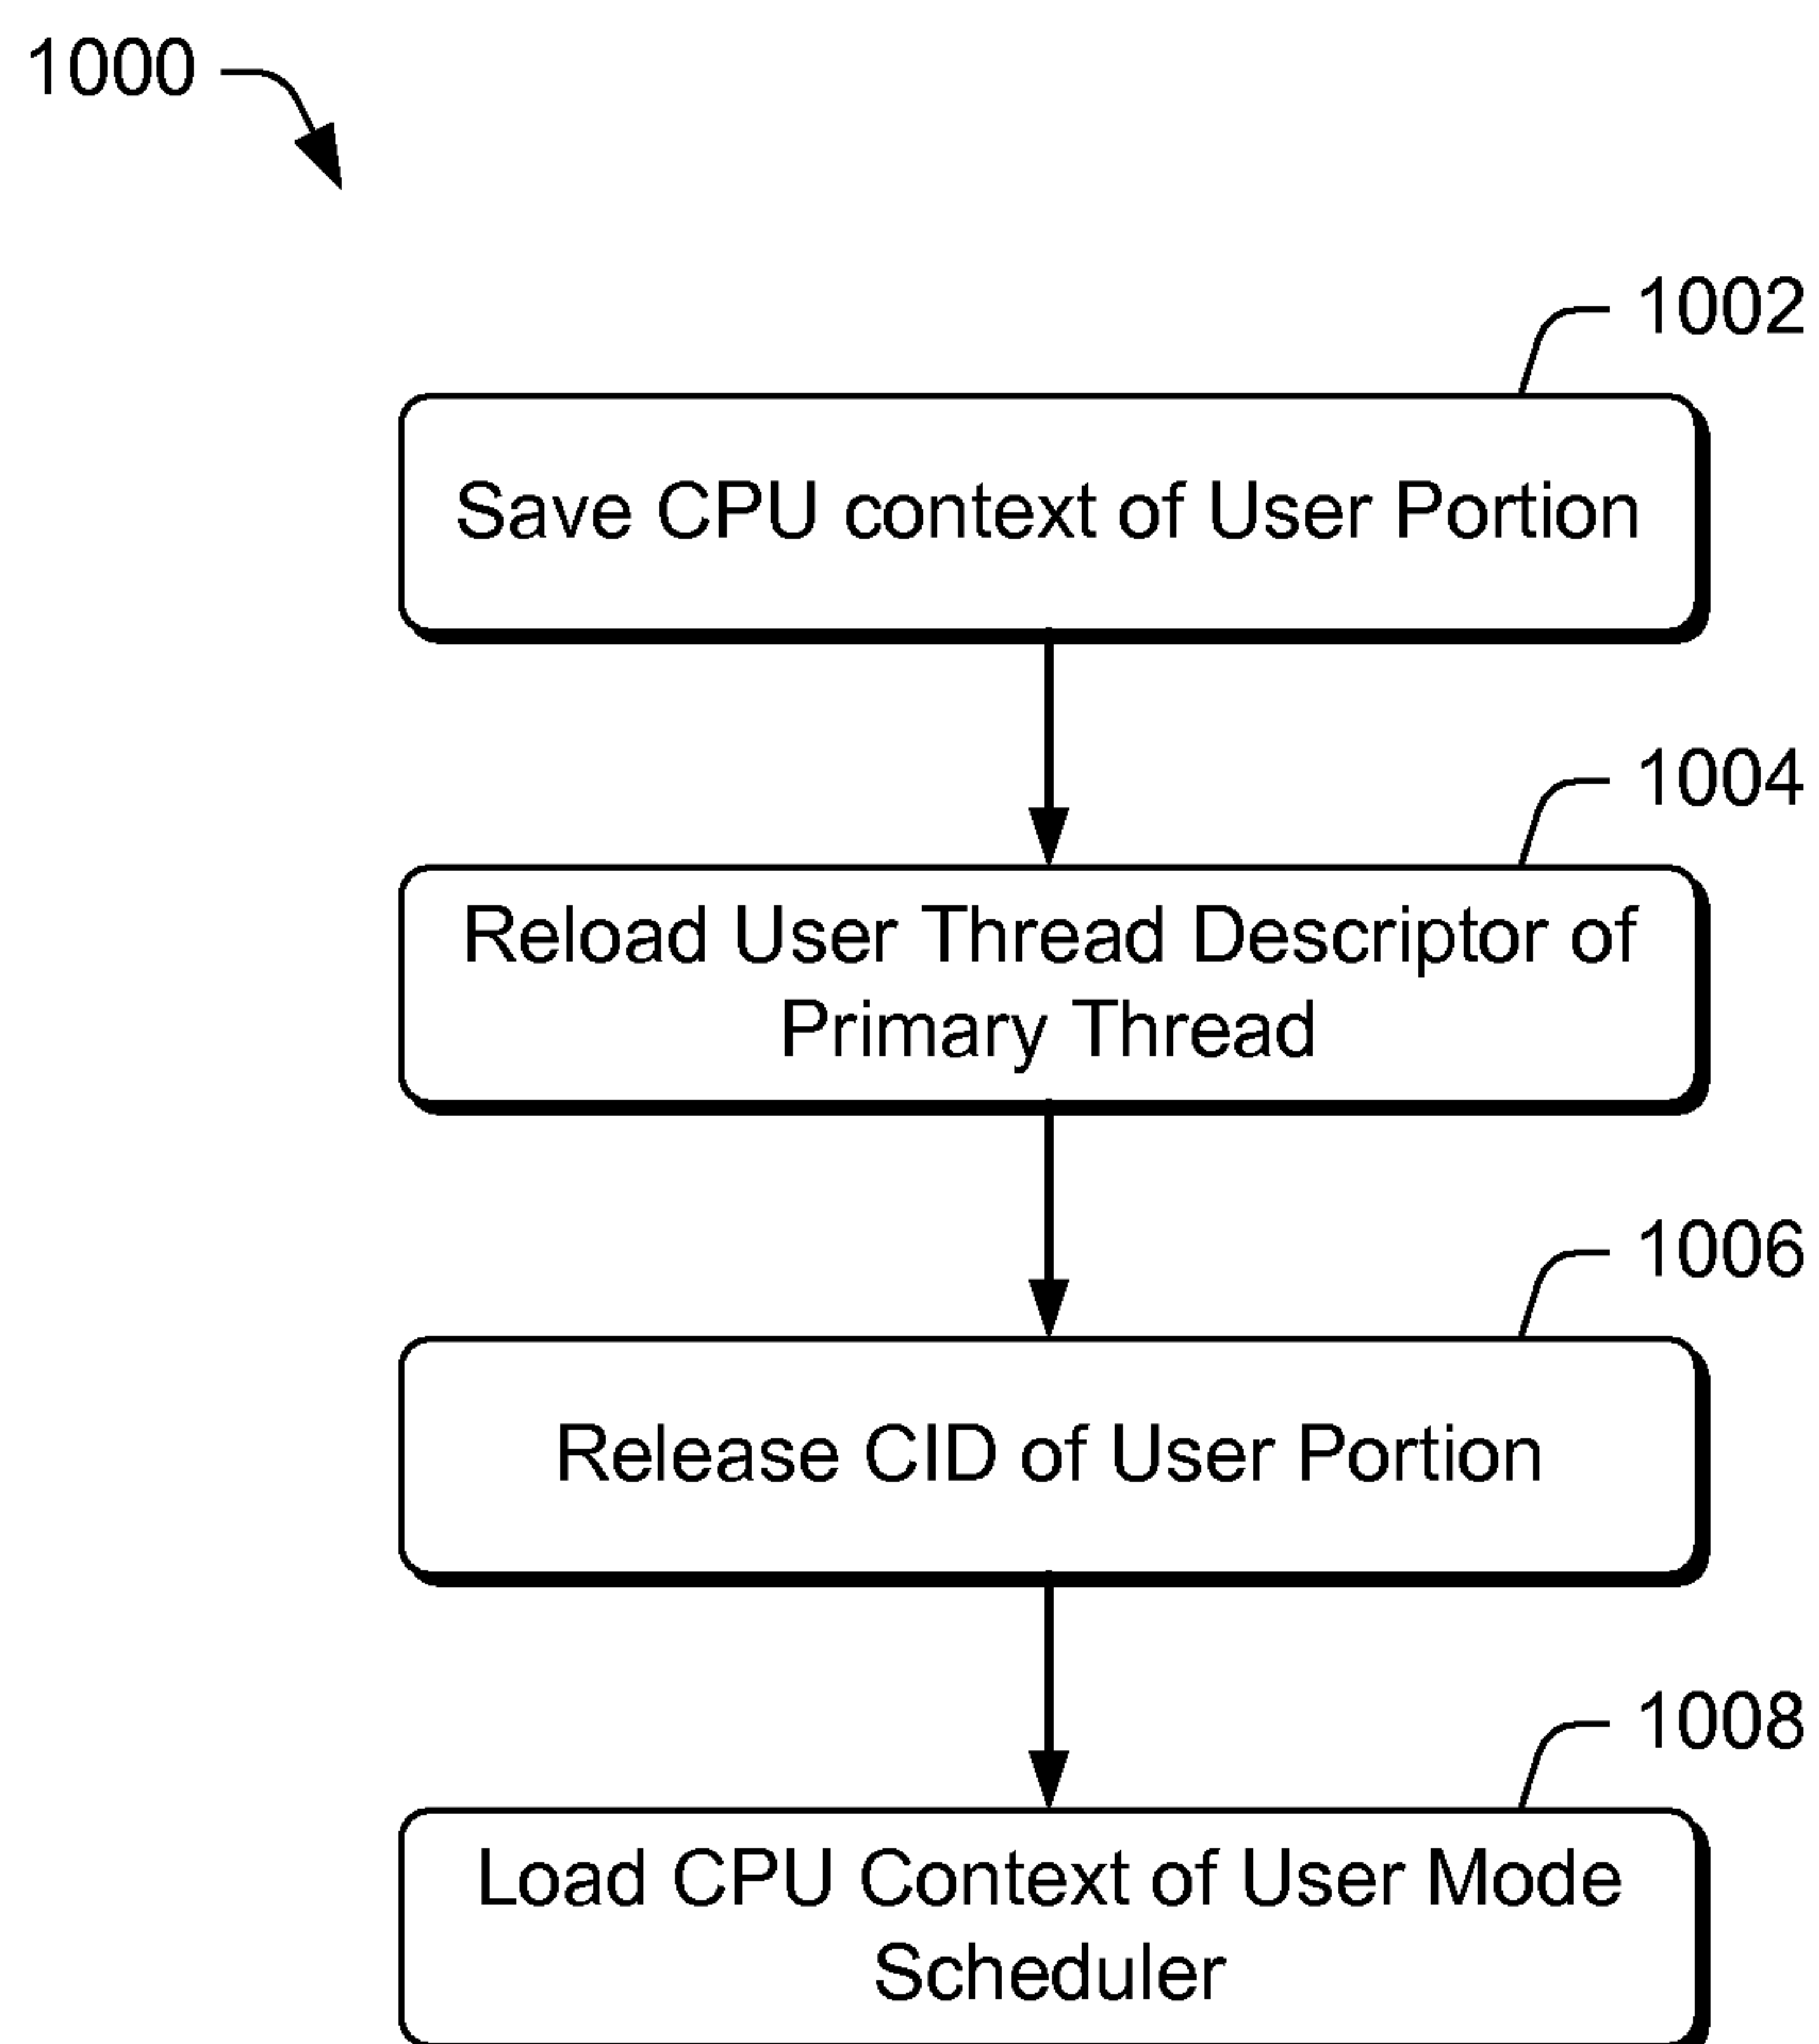 1000
1002
Save CPU context of User Portion
1004
Reload User Thread Descriptor of
Primary Thread
1006
Release CID of User Portion
1008
Load CPU Context of User Mode
Scheduler